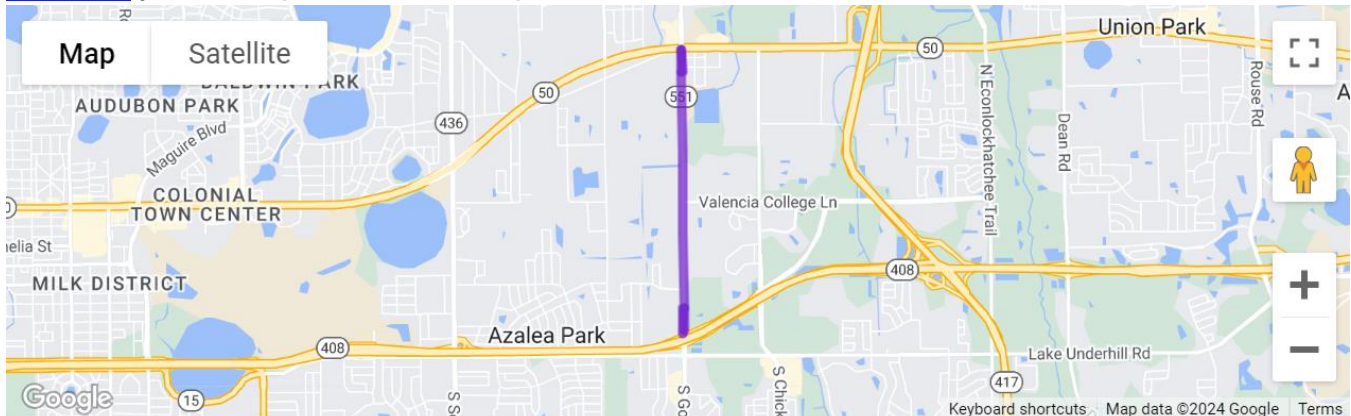 Map
Satellite
BALDWIN PARK
AUDUBON PARK
Maguire Blvd
COLONIAL
TOWN CENTER
MILK DISTRICT
436
50
551
50
50
Union Park
N Econlockhatchee Trail
Dean Rd
Rouse Rd
Valencia College Ln
408
Azalea Park
408
Lake Underhill Rd
417
15
Google
Keyboard shortcuts
Map data ©2024 Google
Terms